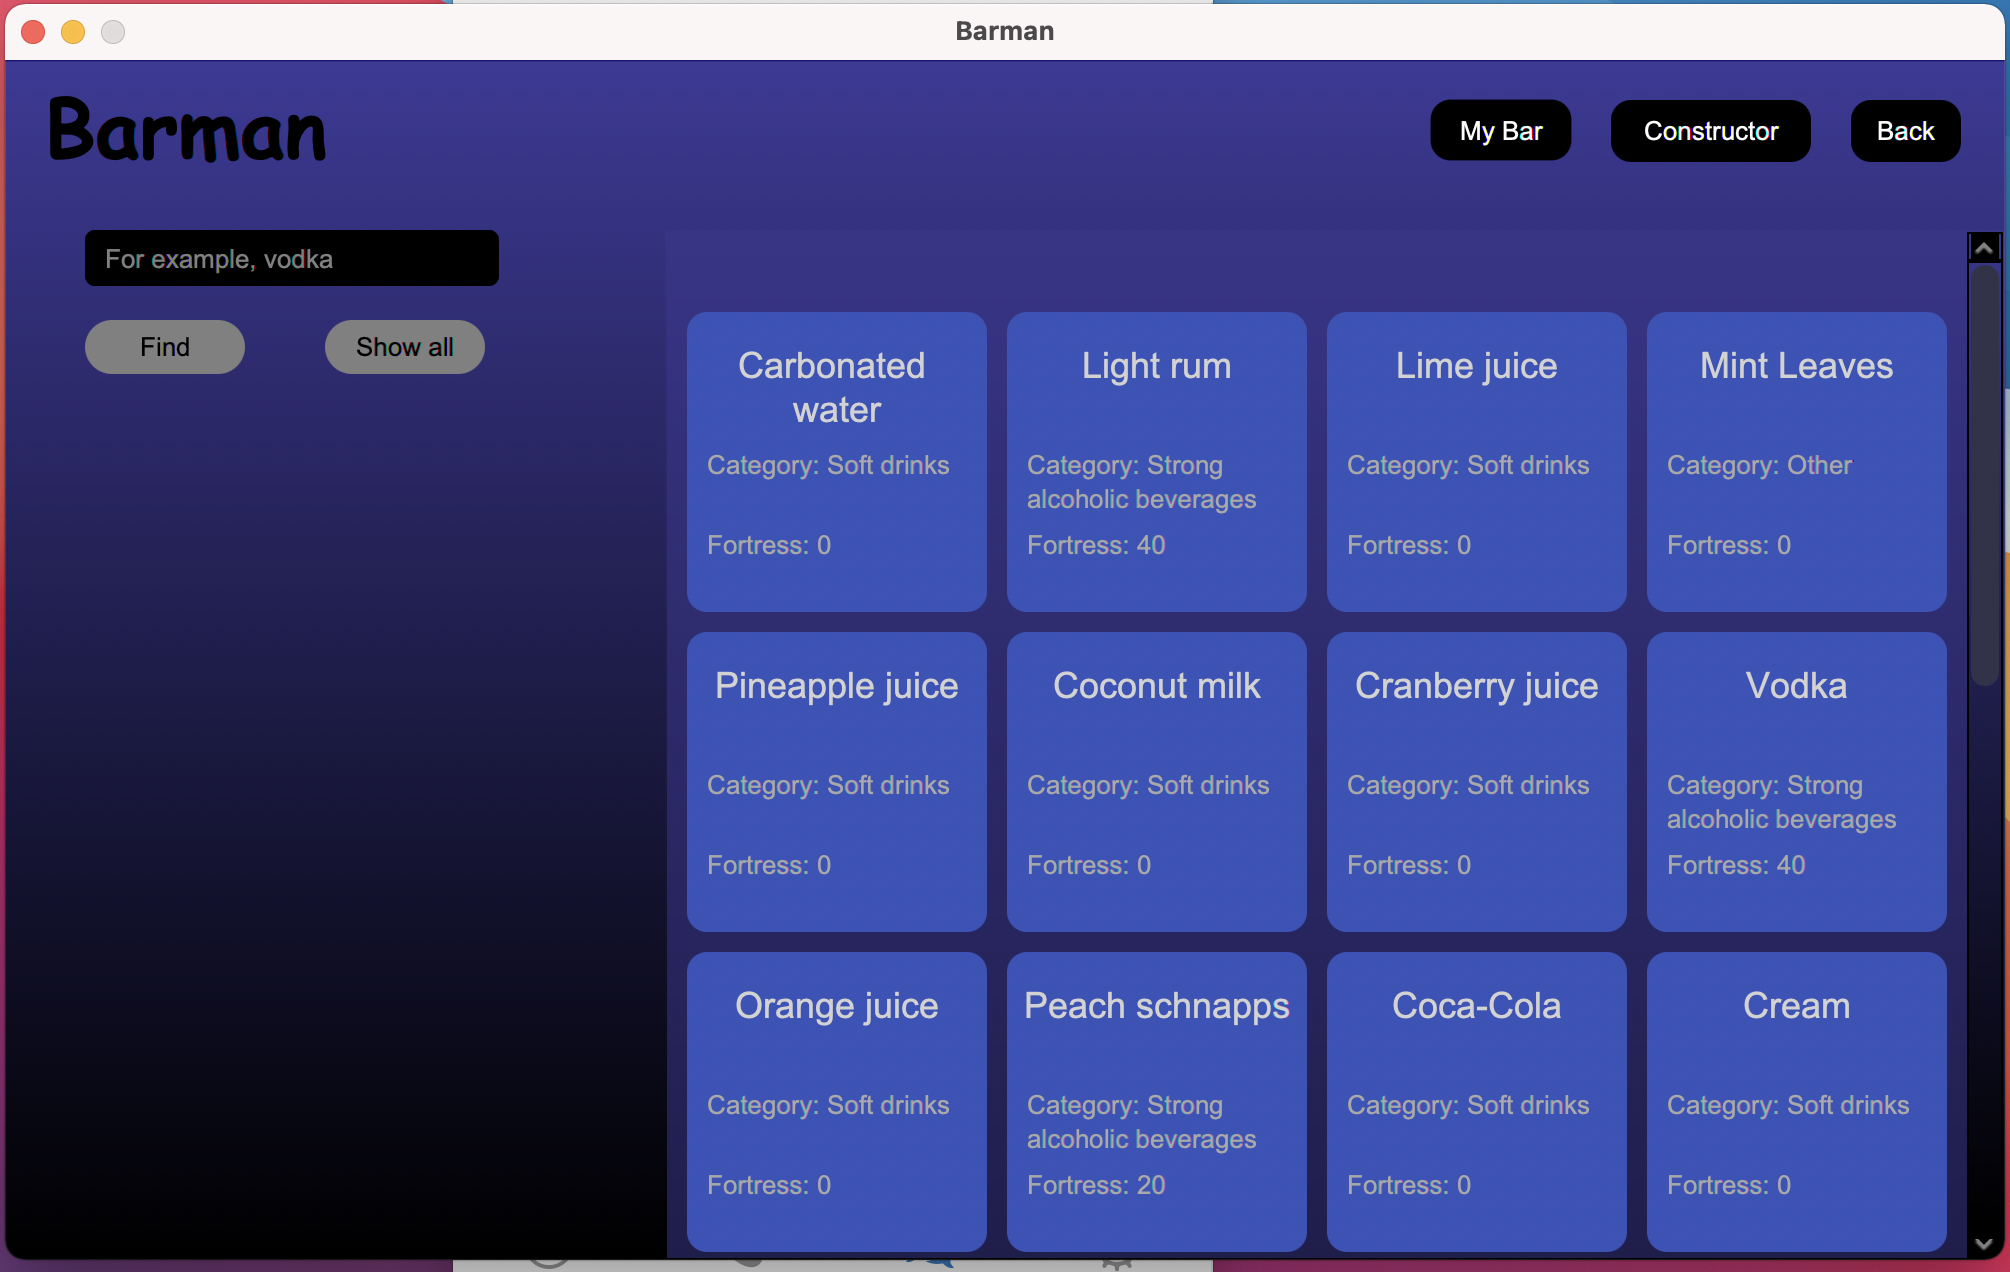 Barman
Barman
My Bar
Constructor
Back
For example, vodka
Find
Show all
Carbonated
water
Category: Soft drinks
Fortress: 0
Light rum
Category: Strong
alcoholic beverages
Fortress: 40
Lime juice
Category: Soft drinks
Fortress: 0
Mint Leaves
Category: Other
Fortress: 0
Pineapple juice
Category: Soft drinks
Fortress: 0
Coconut milk
Category: Soft drinks
Fortress: 0
Cranberry juice
Category: Soft drinks
Fortress: 0
Vodka
Category: Strong
alcoholic beverages
Fortress: 40
Orange juice
Category: Soft drinks
Fortress: 0
Peach schnapps
Category: Strong
alcoholic beverages
Fortress: 20
Coca-Cola
Category: Soft drinks
Fortress: 0
Cream
Category: Soft drinks
Fortress: 0